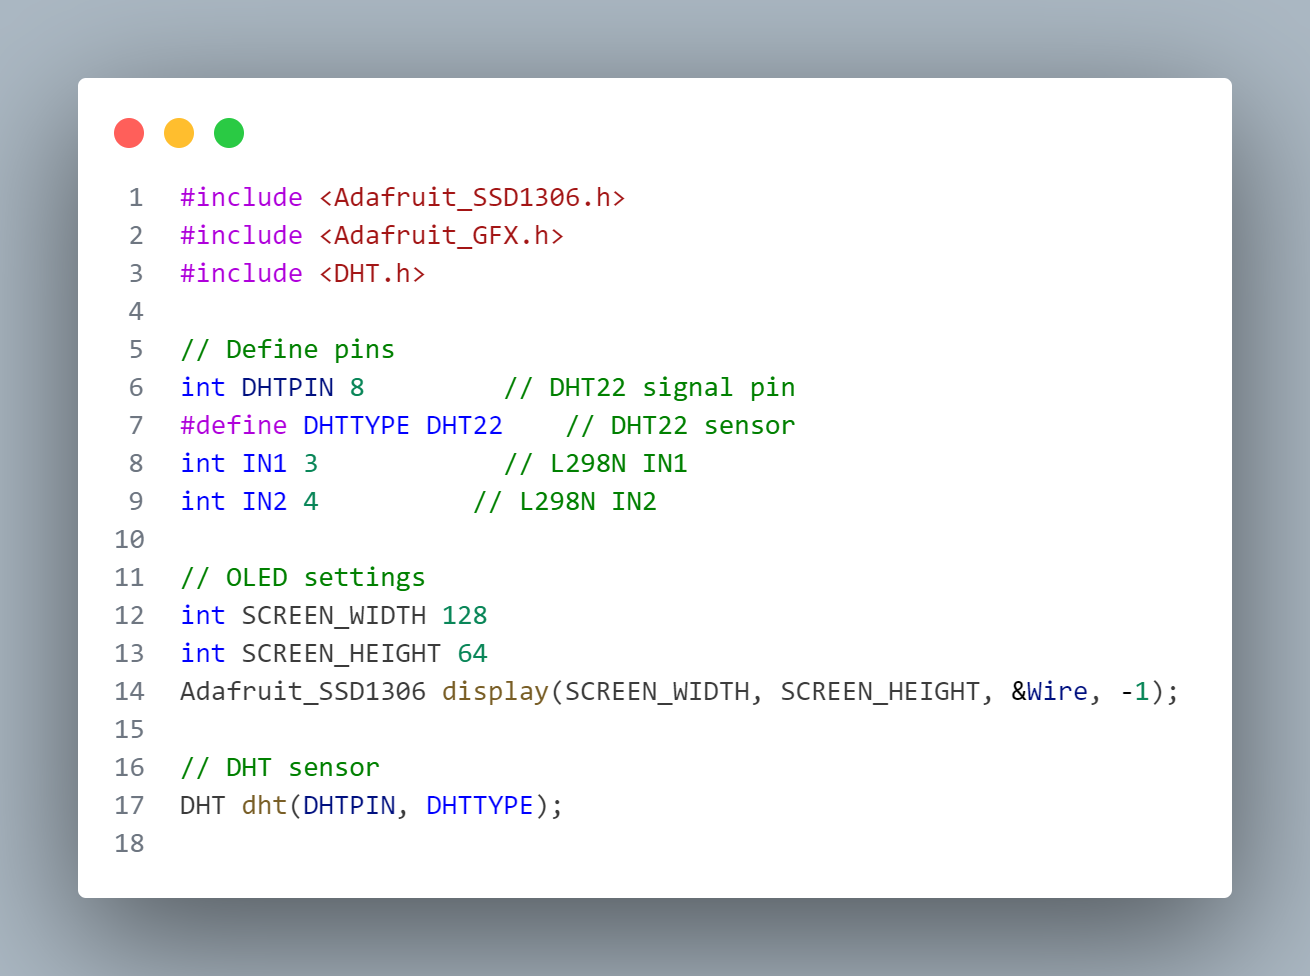 1 #include <Adafruit_SSD1306.h>
2 #include <Adafruit_GFX.h>
3 #include <DHT.h>
4
5 // Define pins
6 int DHTPIN 8         // DHT22 signal pin
7 #define DHTTYPE DHT22    // DHT22 sensor
8 int IN1 3            // L298N IN1
9 int IN2 4          // L298N IN2
10
11 // OLED settings
12 int SCREEN_WIDTH 128
13 int SCREEN_HEIGHT 64
14 Adafruit_SSD1306 display(SCREEN_WIDTH, SCREEN_HEIGHT, &Wire, -1);
15
16 // DHT sensor
17 DHT dht(DHTPIN, DHTTYPE);
18